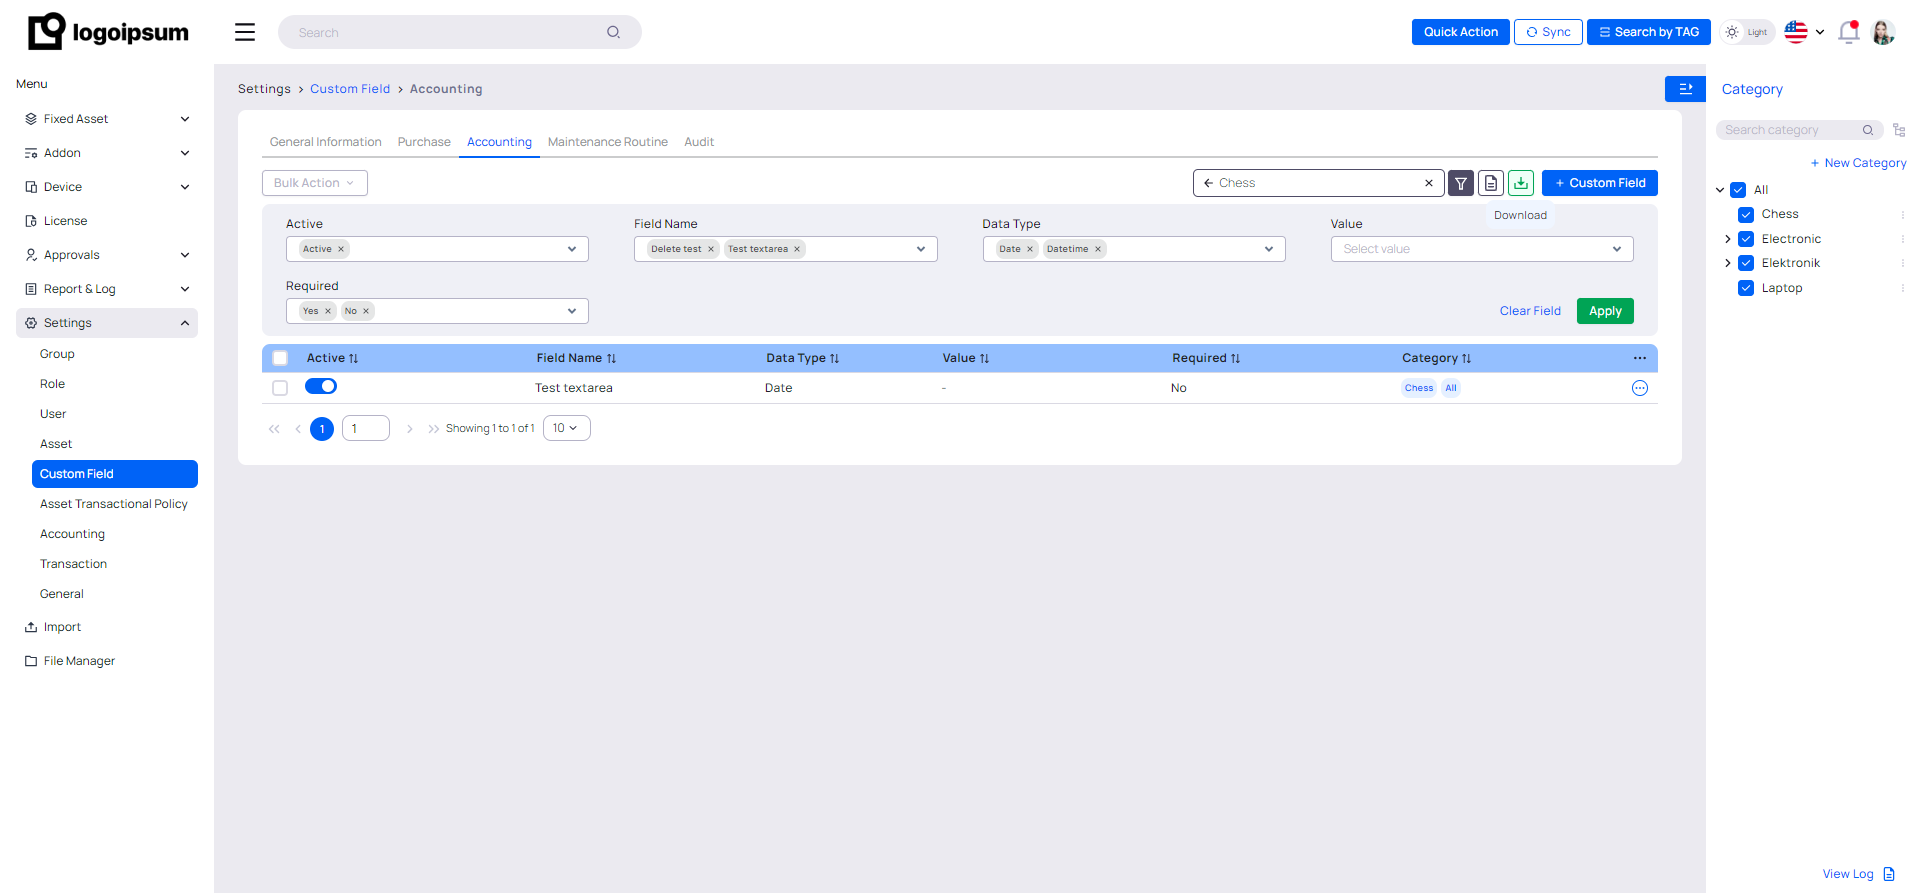 logoipsum
Search
Quick Action
Sync
Search by TAG
Light
Menu
Fixed Asset
Addon
Device
License
Approvals
Report & Log
Settings
Group
Role
User
Asset
Custom Field
Asset Transactional Policy
Accounting
Transaction
General
Import
File Manager
Settings > Custom Field > Accounting
General Information Purchase Accounting Maintenance Routine Audit
Bulk Action
Chess
+ Custom Field
Download
Active
Field Name
Data Type
Value
Active ×
Delete test × Test textarea ×
Date × Datetime ×
Select value
Required
Yes × No ×
Clear Field
Apply
Active Field Name Data Type Value Required Category
Test textarea Date - No Chess All
1 1 Showing 1 to 1 of 1 10
Category
Search category
+ New Category
All
Chess
Electronic
Elektronik
Laptop
View Log